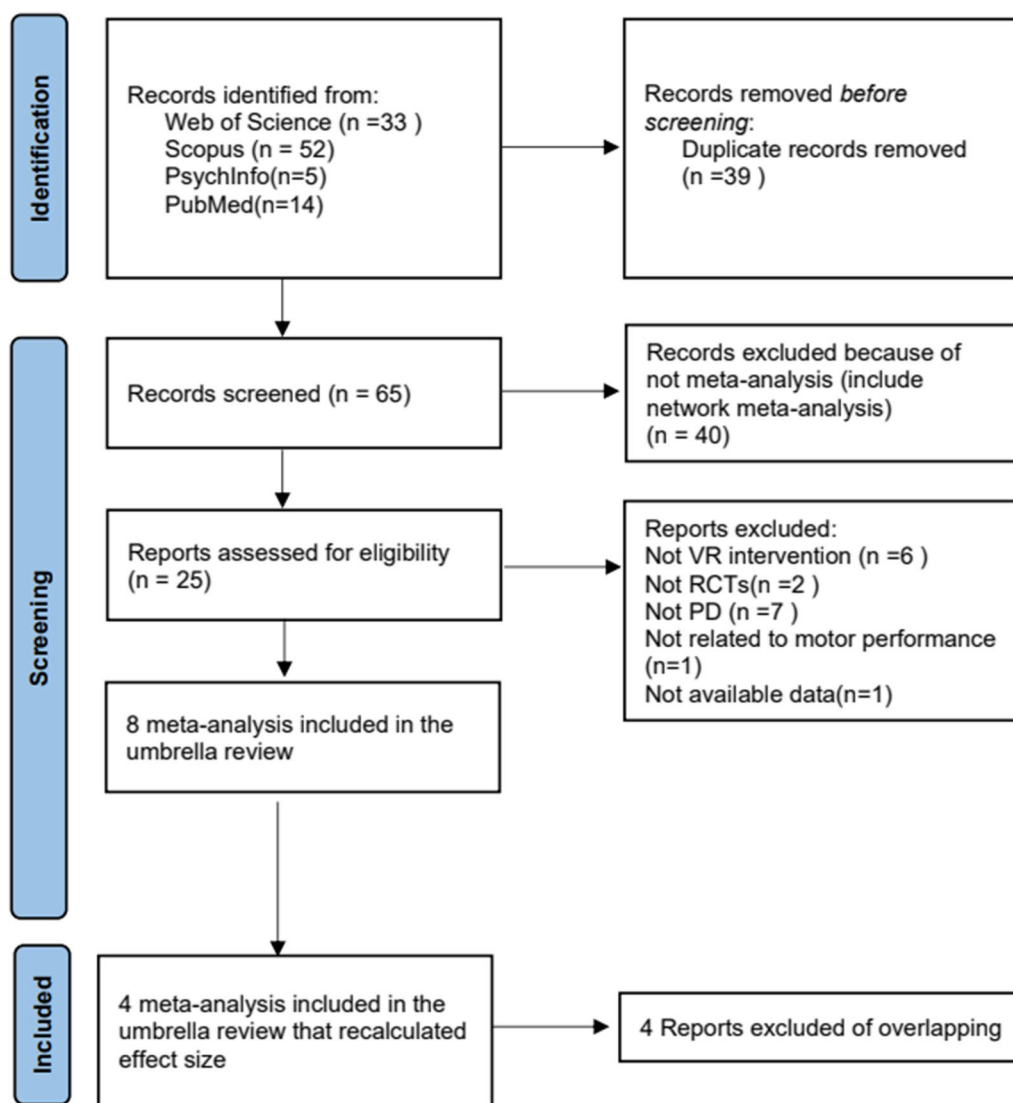 Identification
Records identified from:
Web of Science (n =33 )
Scopus (n = 52)
PsychInfo(n=5)
PubMed(n=14)
Records removed before
screening:
Duplicate records removed
(n =39 )
Screening
Records screened (n = 65)
Records excluded because of
not meta-analysis (include
network meta-analysis)
(n = 40)
Reports assessed for eligibility
(n = 25)
Reports excluded:
Not VR intervention (n =6 )
Not RCTs(n =2 )
Not PD (n =7 )
Not related to motor performance
(n=1)
Not available data(n=1)
8 meta-analysis included in the
umbrella review
Included
4 meta-analysis included in the
umbrella review that recalculated
effect size
4 Reports excluded of overlapping